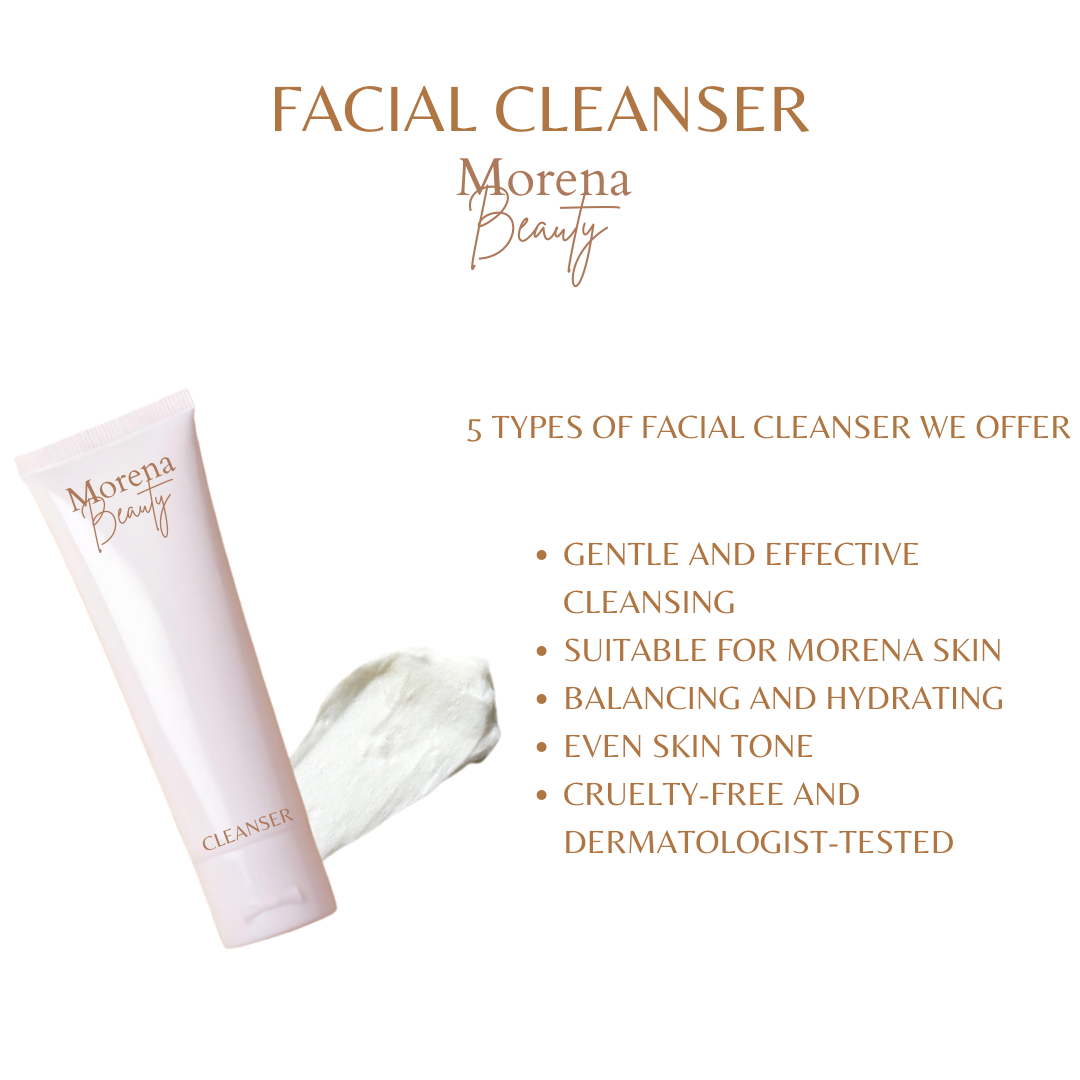 FACIAL CLEANSER
Morena
Beauty
5 TYPES OF FACIAL CLEANSER WE OFFER
Morena
Beauty
CLEANSER
• GENTLE AND EFFECTIVE
CLEANSING
• SUITABLE FOR MORENA SKIN
• BALANCING AND HYDRATING
• EVEN SKIN TONE
• CRUELTY-FREE AND
DERMATOLOGIST-TESTED